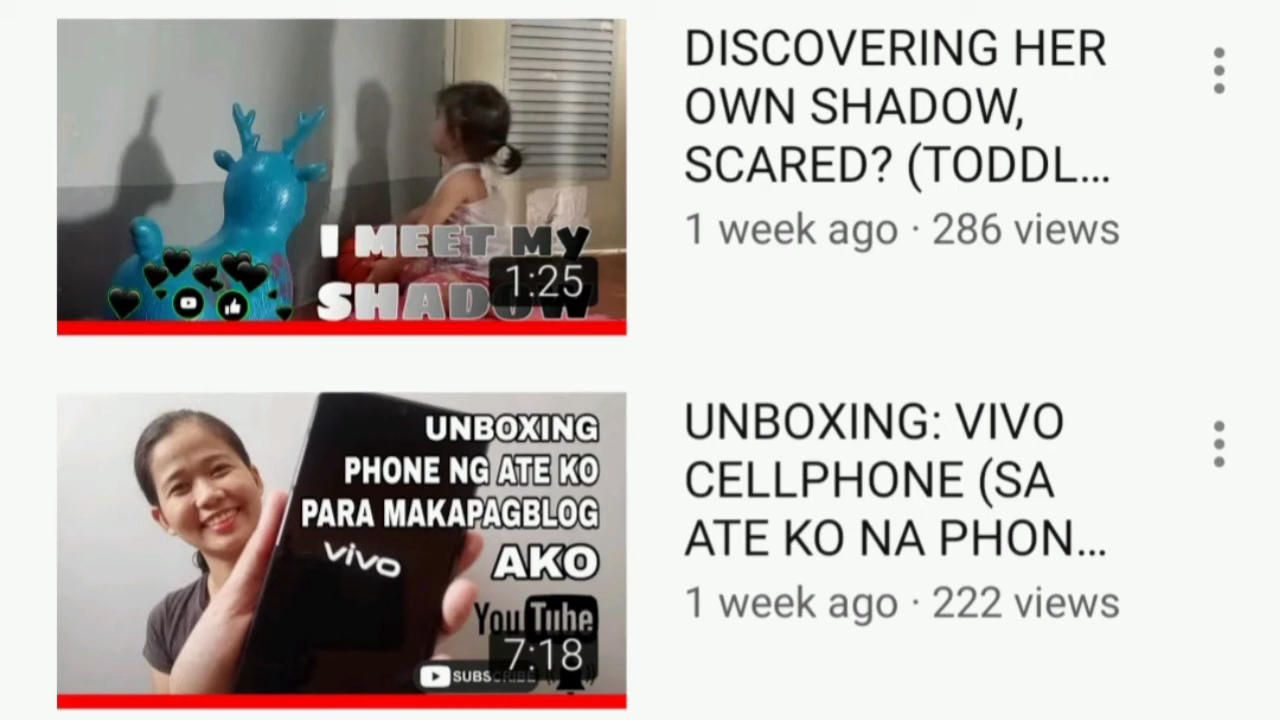 DISCOVERING HER
OWN SHADOW,
SCARED? (TODDL...
1 week ago · 286 views
I MEET My
SHADOW
1:25
UNBOXING: VIVO
CELLPHONE (SA
ATE KO NA PHON...
1 week ago · 222 views
UNBOXING
PHONE NG ATE KO
PARA MAKAPAGBLOG
AKO
vivo
YouTube
7:18
SUBSCRIBE